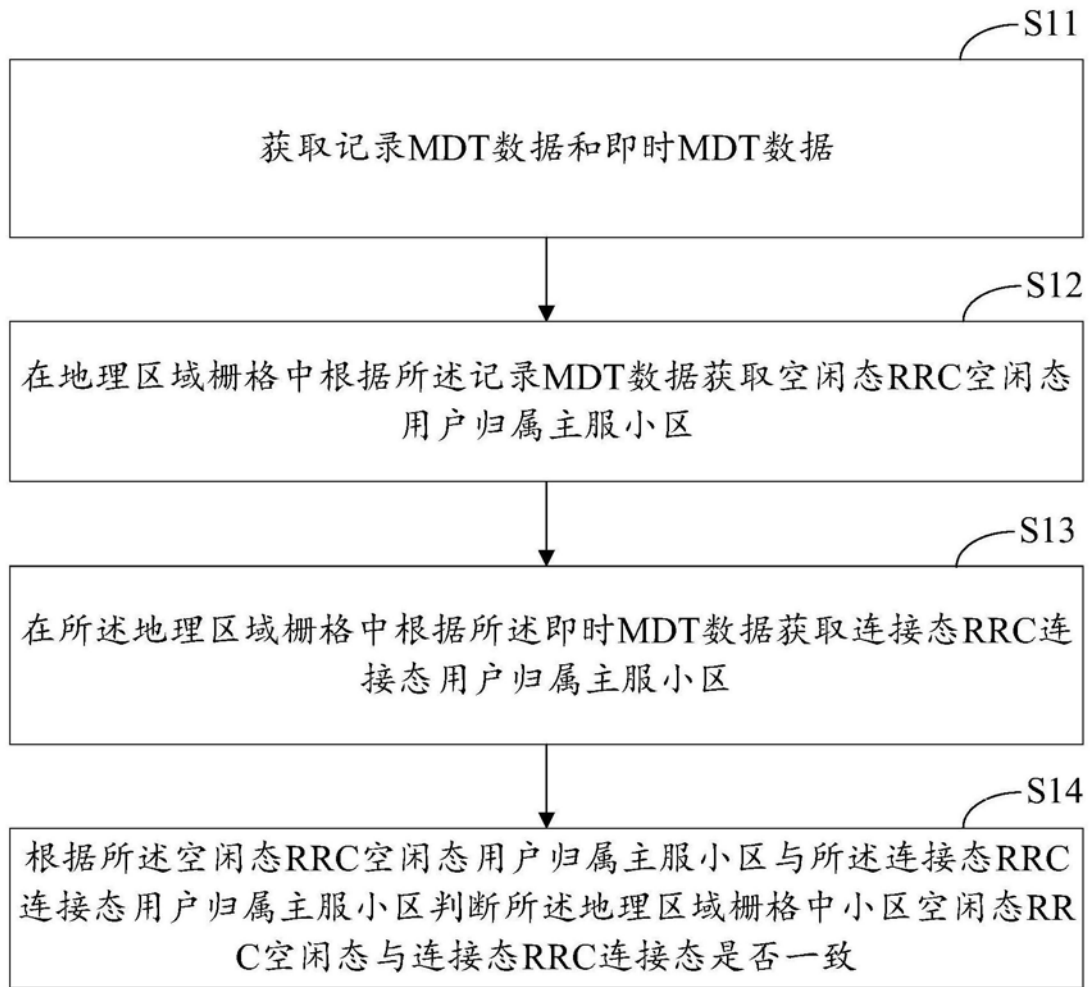 S11
获取记录MDT数据和即时MDT数据
S12
在地理区域栅格中根据所述记录MDT数据获取空闲态RRC空闲态
用户归属主服小区
S13
在所述地理区域栅格中根据所述即时MDT数据获取连接态RRC连
接态用户归属主服小区
S14
根据所述空闲态RRC空闲态用户归属主服小区与所述连接态RRC
连接态用户归属主服小区判断所述地理区域栅格中小区空闲态RR
C空闲态与连接态RRC连接态是否一致